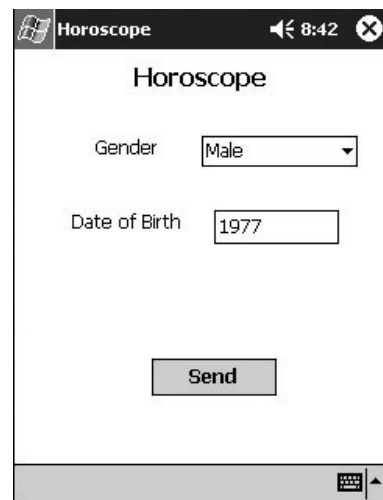 Horoscope 8:42
Horoscope
Gender Male
Date of Birth 1977
Send